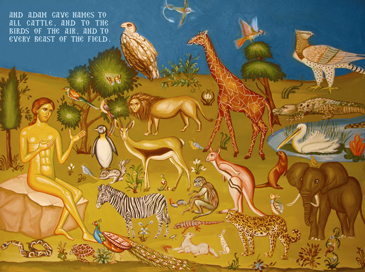 AND ADAM GAVE NAMES TO
ALL CATTLE, AND TO THE
BIRDS OF THE AIR, AND TO
EVERY BEAST OF THE FIELD.